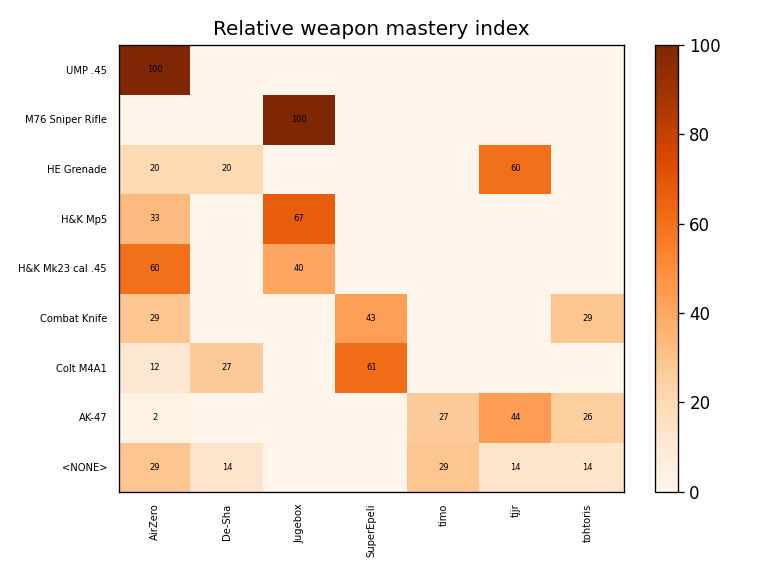 Relative weapon mastery index
UMP .45 100
M76 Sniper Rifle 100
HE Grenade 20 20 60
H&K Mp5 33 67
H&K Mk23 cal .45 60 40
Combat Knife 29 43 29
Colt M4A1 12 27 61
AK-47 2 27 44 26
<NONE> 29 14 29 14 14
AirZero De-Sha Jugebox SuperEpeli timo tjjr tohtoris
100
80
60
40
20
0